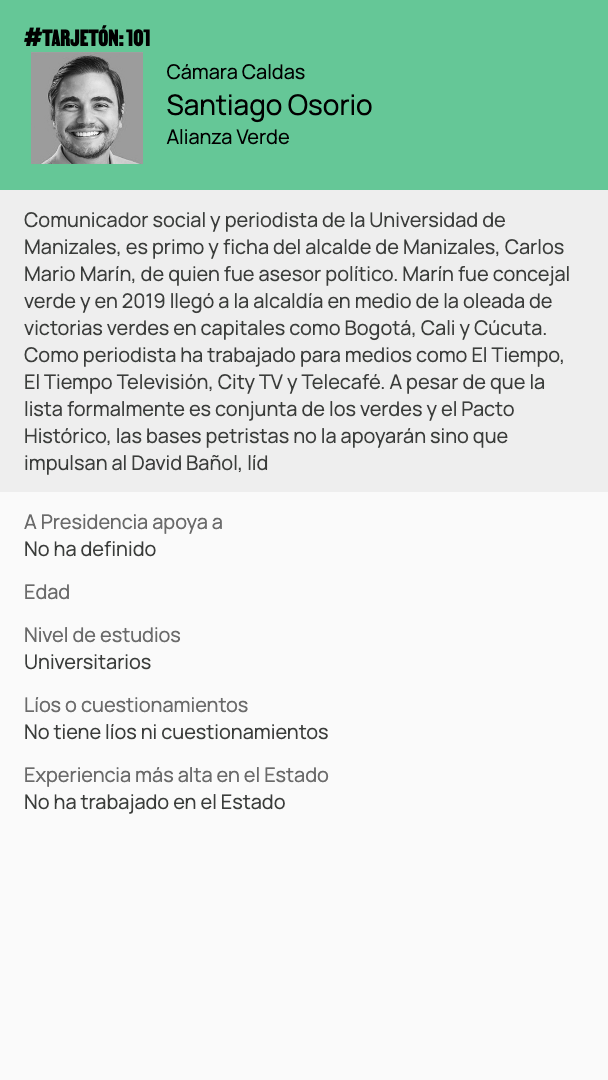 #TARJETÓN: 101
Cámara Caldas
Santiago Osorio
Alianza Verde
Comunicador social y periodista de la Universidad de
Manizales, es primo y ficha del alcalde de Manizales, Carlos
Mario Marín, de quien fue asesor político. Marín fue concejal
verde y en 2019 llegó a la alcaldía en medio de la oleada de
victorias verdes en capitales como Bogotá, Cali y Cúcuta.
Como periodista ha trabajado para medios como El Tiempo,
El Tiempo Televisión, City TV y Telecafé. A pesar de que la
lista formalmente es conjunta de los verdes y el Pacto
Histórico, las bases petristas no la apoyarán sino que
impulsan al David Bañol, líd
A Presidencia apoya a
No ha definido
Edad
Nivel de estudios
Universitarios
Líos o cuestionamientos
No tiene líos ni cuestionamientos
Experiencia más alta en el Estado
No ha trabajado en el Estado